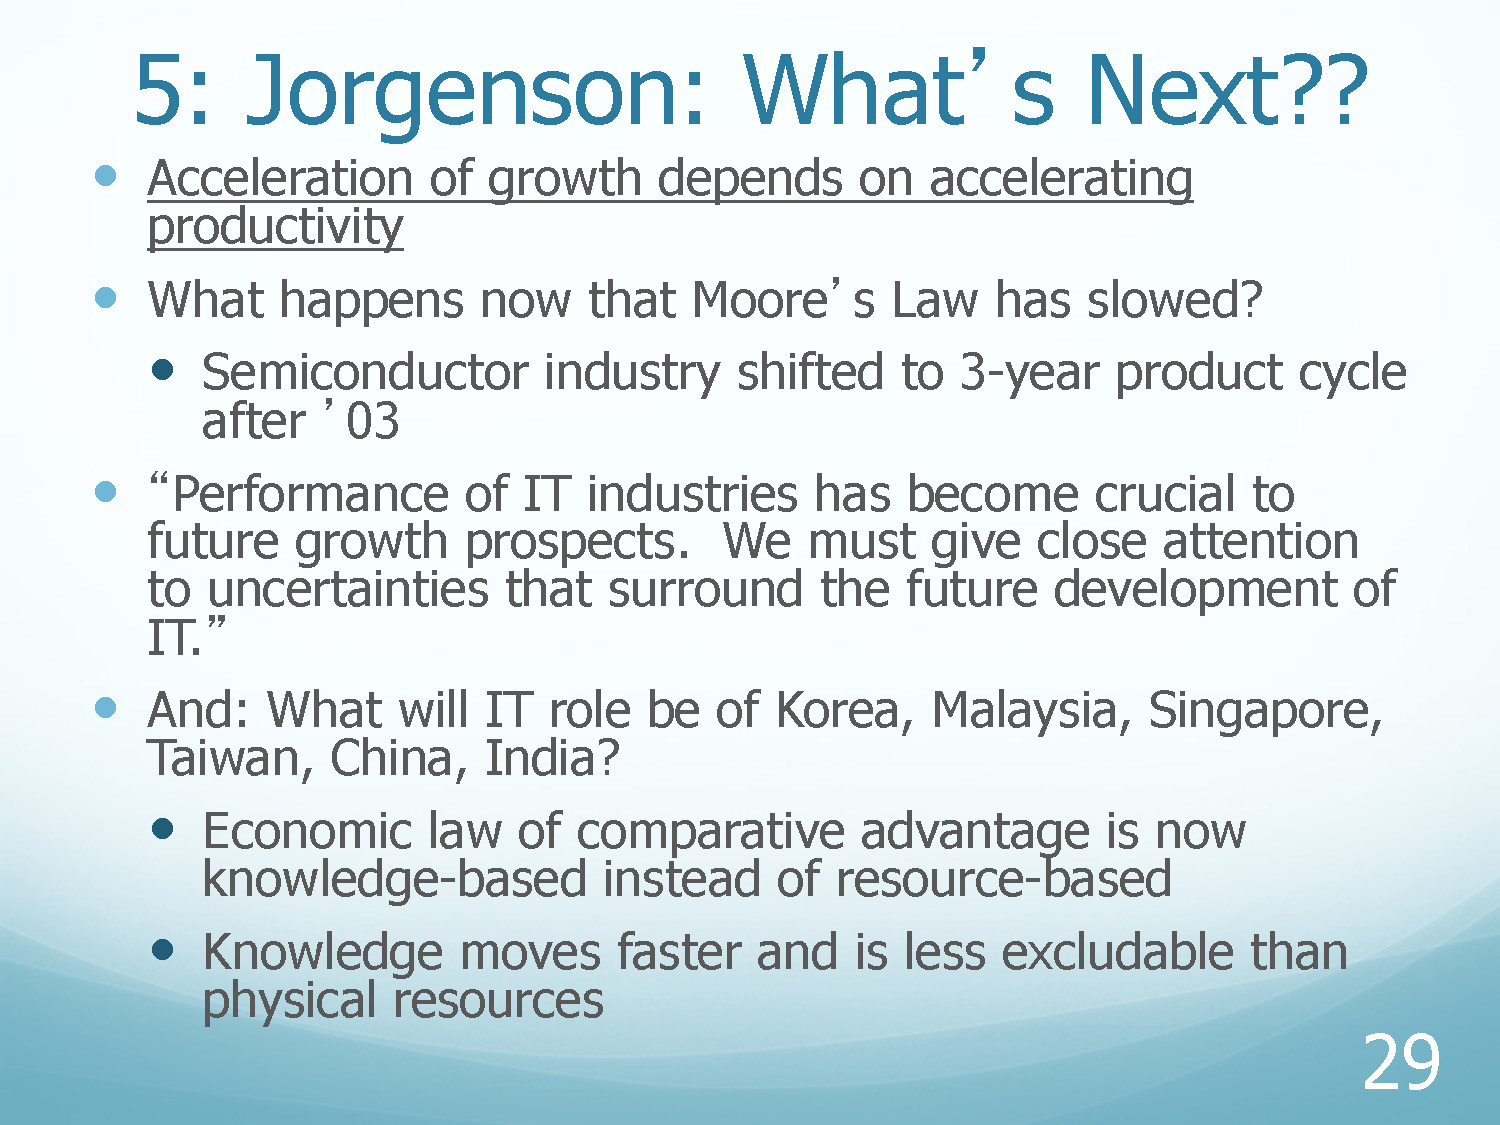 5: Jorgenson: What’s Next??
• Acceleration of growth depends on accelerating
productivity
• What happens now that Moore’s Law has slowed?
• Semiconductor industry shifted to 3-year product cycle
after ’03
• “Performance of IT industries has become crucial to
future growth prospects. We must give close attention
to uncertainties that surround the future development of
IT.”
• And: What will IT role be of Korea, Malaysia, Singapore,
Taiwan, China, India?
• Economic law of comparative advantage is now
knowledge-based instead of resource-based
• Knowledge moves faster and is less excludable than
physical resources
29